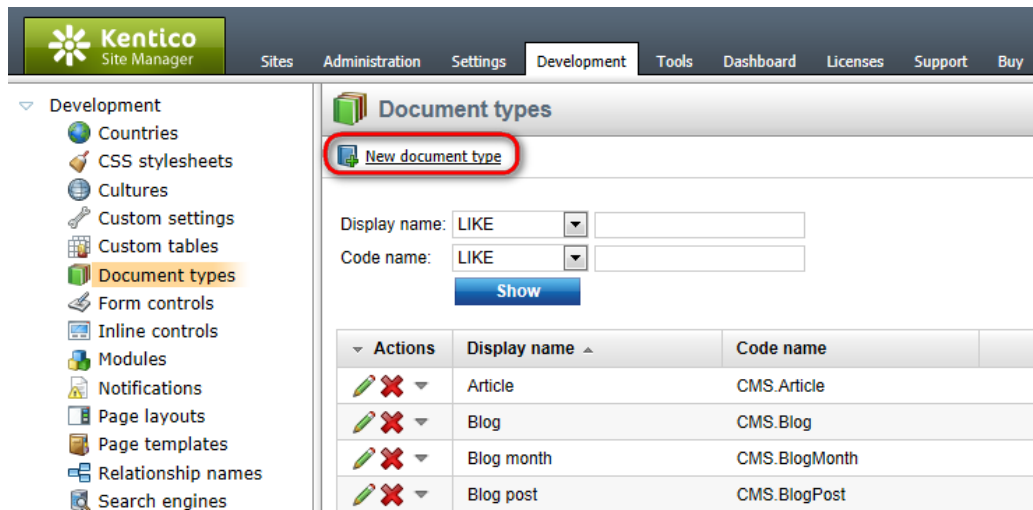 Kentico
Site Manager
Sites Administration Settings Development Tools Dashboard Licenses Support Buy
Development
Countries
CSS stylesheets
Cultures
Custom settings
Custom tables
Document types
Form controls
Inline controls
Modules
Notifications
Page layouts
Page templates
Relationship names
Search engines
Document types
New document type
Display name: LIKE
Code name: LIKE
Show
Actions Display name Code name
Article CMS.Article
Blog CMS.Blog
Blog month CMS.BlogMonth
Blog post CMS.BlogPost